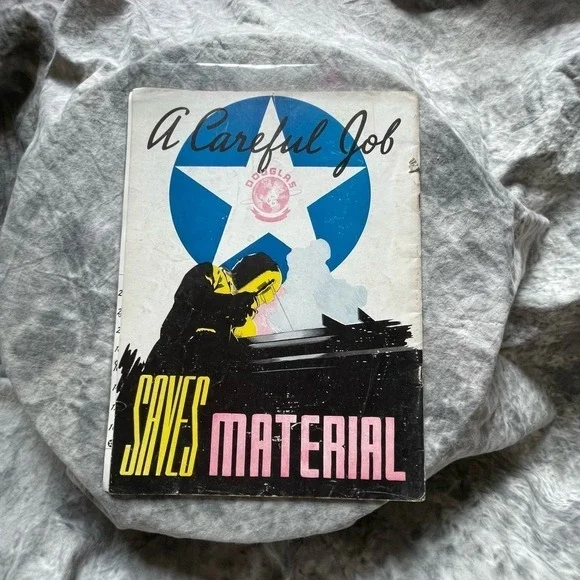 A Careful Job
DOUGLAS
SAVES MATERIAL